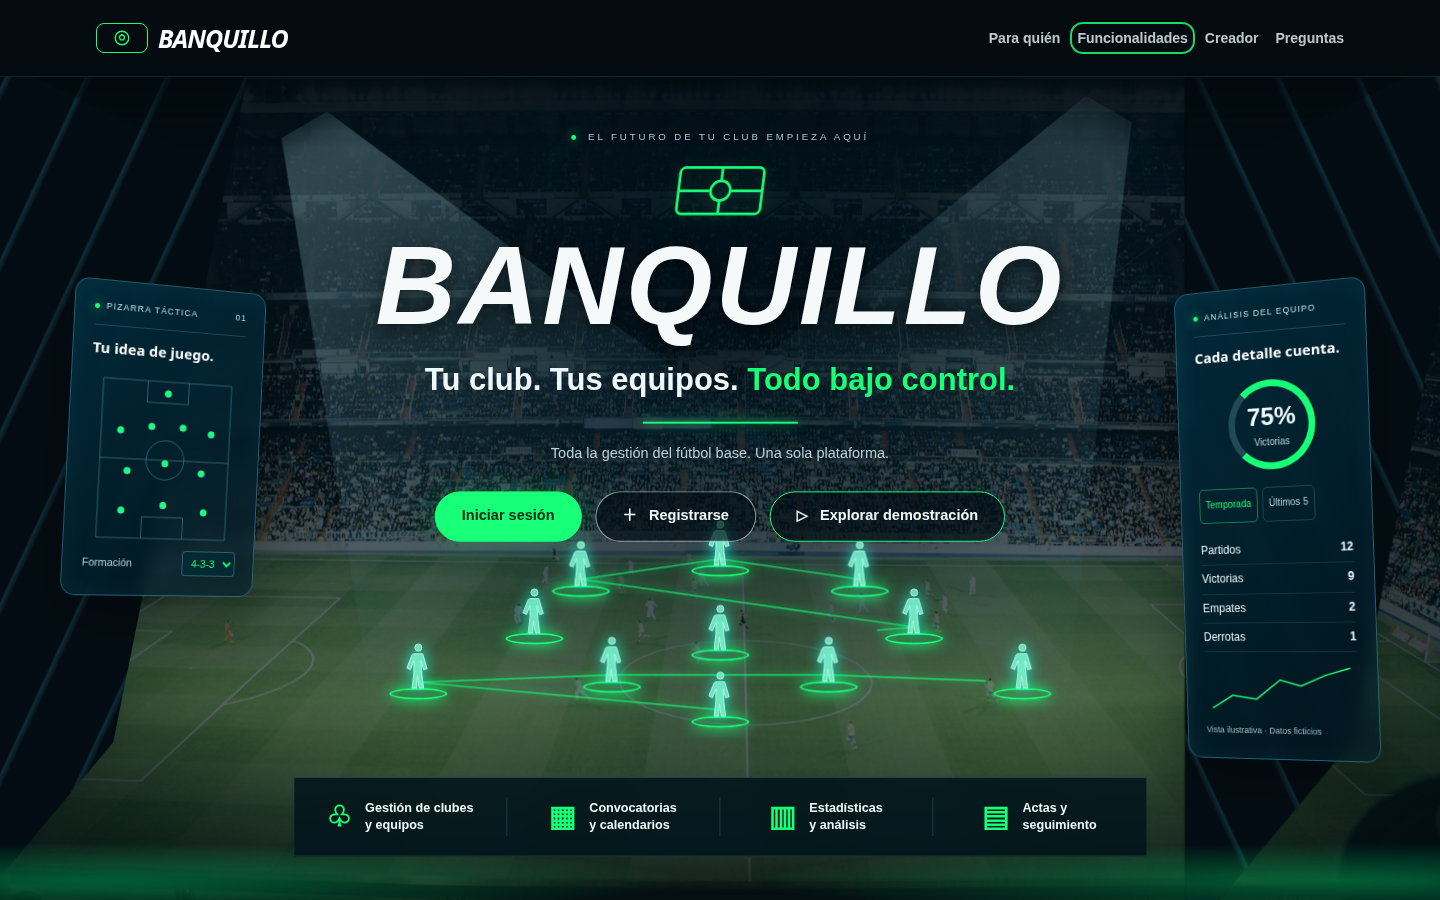 BANQUILLO
Para quién
Funcionalidades
Creador
Preguntas
EL FUTURO DE TU CLUB EMPIEZA AQUÍ
BANQUILLO
Tu club. Tus equipos. Todo bajo control.
Toda la gestión del fútbol base. Una sola plataforma.
Iniciar sesión
+ Registrarse
▷ Explorar demostración
PIZARRA TÁCTICA 01
Tu idea de juego.
Formación 4-3-3
ANÁLISIS DEL EQUIPO
Cada detalle cuenta.
75%
Victorias
Temporada
Últimos 5
Partidos 12
Victorias 9
Empates 2
Derrotas 1
Vista ilustrativa · Datos ficticios
Gestión de clubes
y equipos
Convocatorias
y calendarios
Estadísticas
y análisis
Actas y
seguimiento